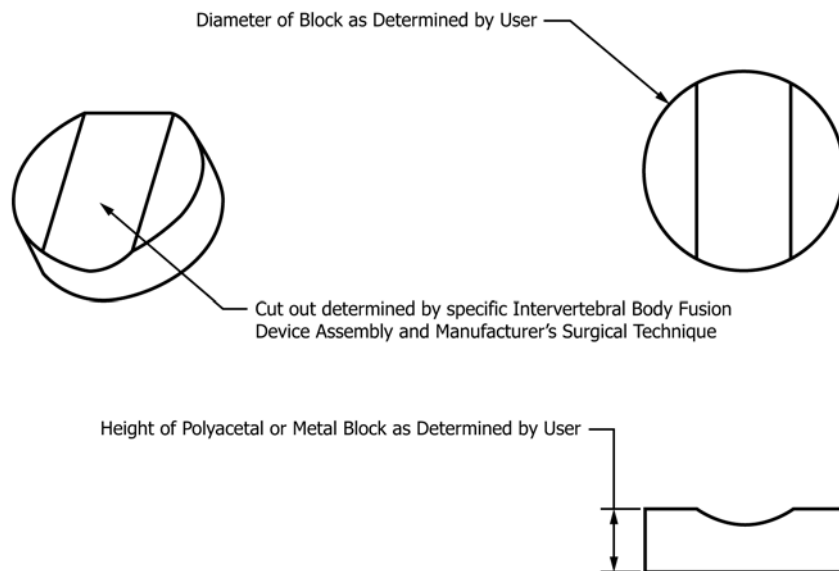 Diameter of Block as Determined by User
Cut out determined by specific Intervertebral Body Fusion
Device Assembly and Manufacturer’s Surgical Technique
Height of Polyacetal or Metal Block as Determined by User